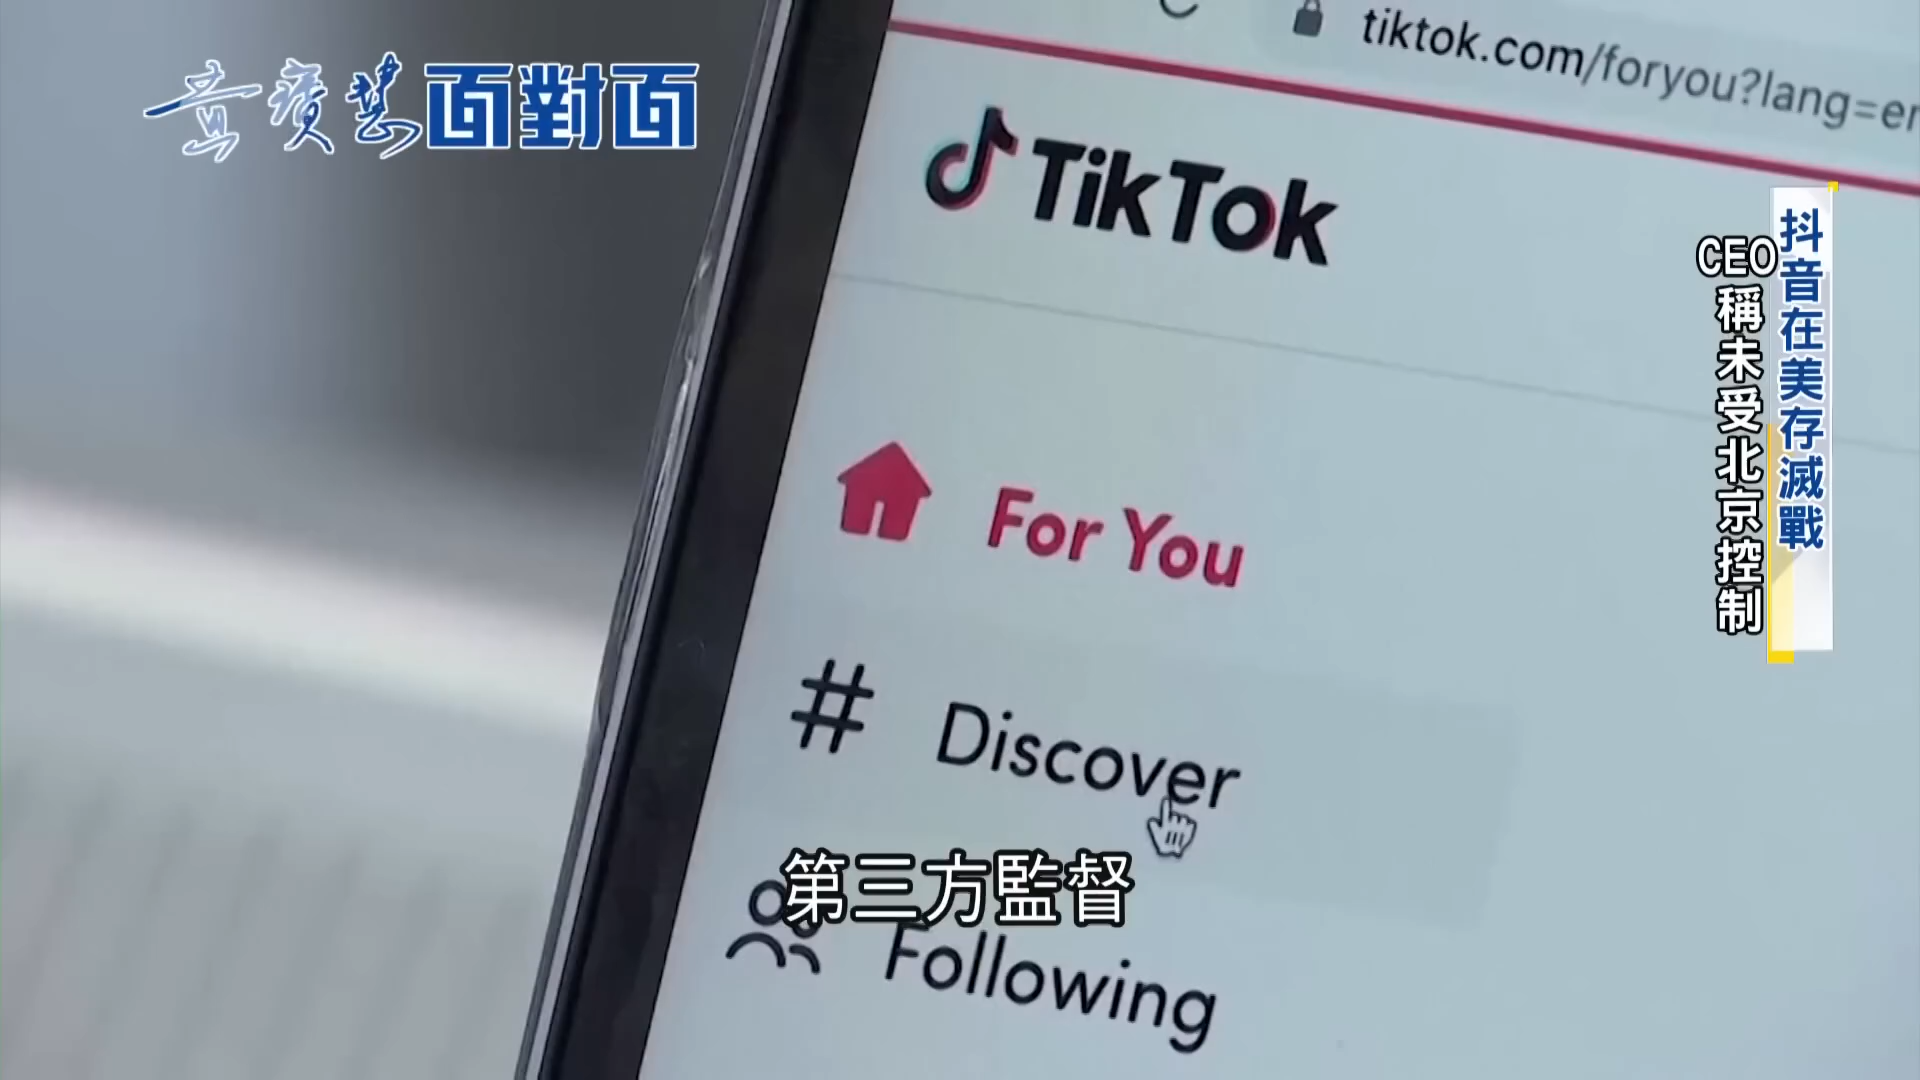 黃寶慧面對面
tiktok.com/foryou?lang=en
TikTok
抖音在美存滅戰
CEO稱未受北京控制
For You
# Discover
第三方監督
Following